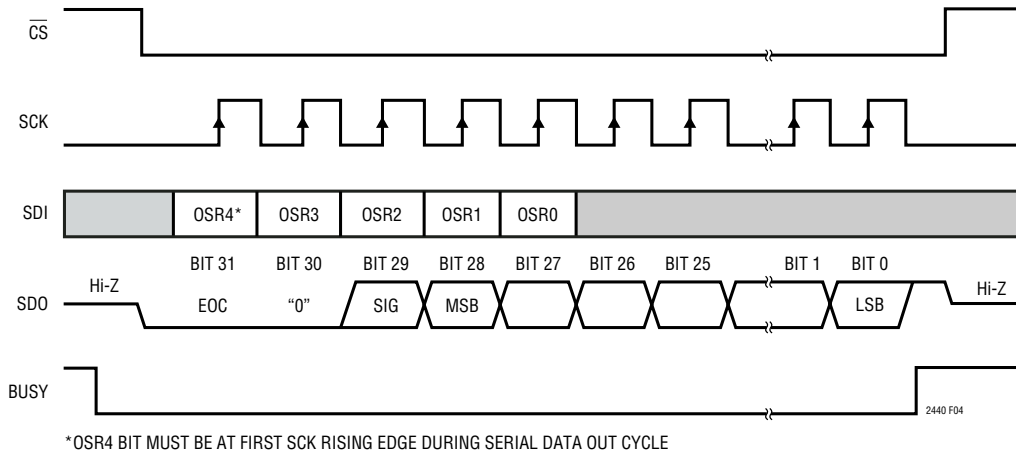 CS
SCK
SDI OSR4* OSR3 OSR2 OSR1 OSR0
BIT 31 BIT 30 BIT 29 BIT 28 BIT 27 BIT 26 BIT 25 BIT 1 BIT 0
SDO Hi-Z EOC “0” SIG MSB LSB Hi-Z
BUSY
2440 F04
*OSR4 BIT MUST BE AT FIRST SCK RISING EDGE DURING SERIAL DATA OUT CYCLE